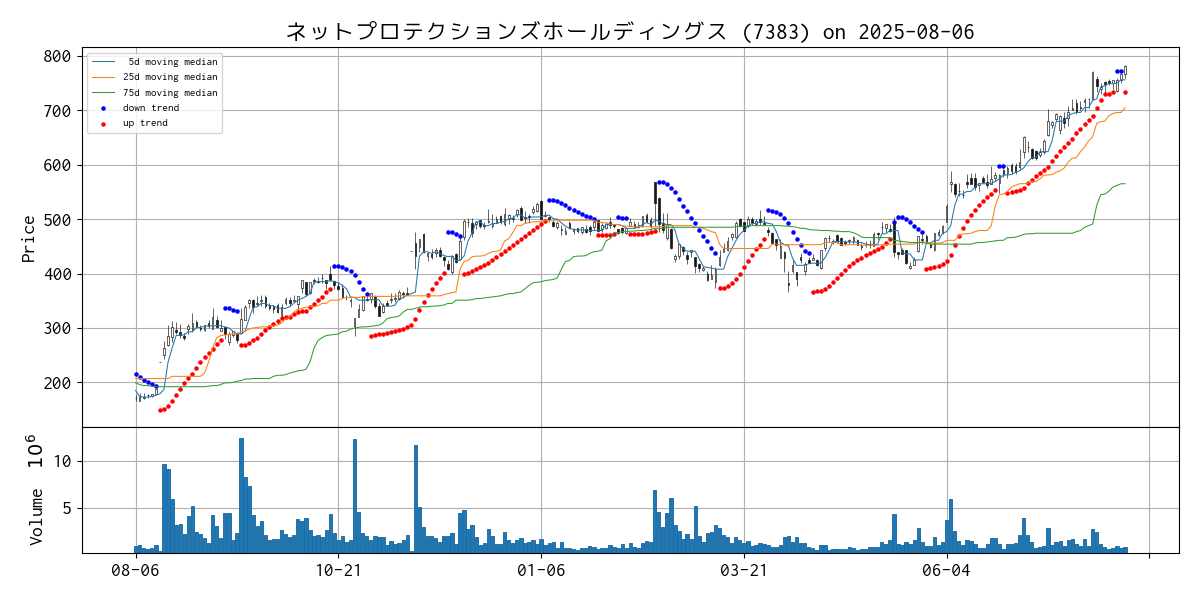 ネットプロテクションズホールディングス (7383) on 2025-08-06
5d moving median
25d moving median
75d moving median
down trend
up trend
Price
800
700
600
500
400
300
200
Volume 10^6
10
5
08-06
10-21
01-06
03-21
06-04